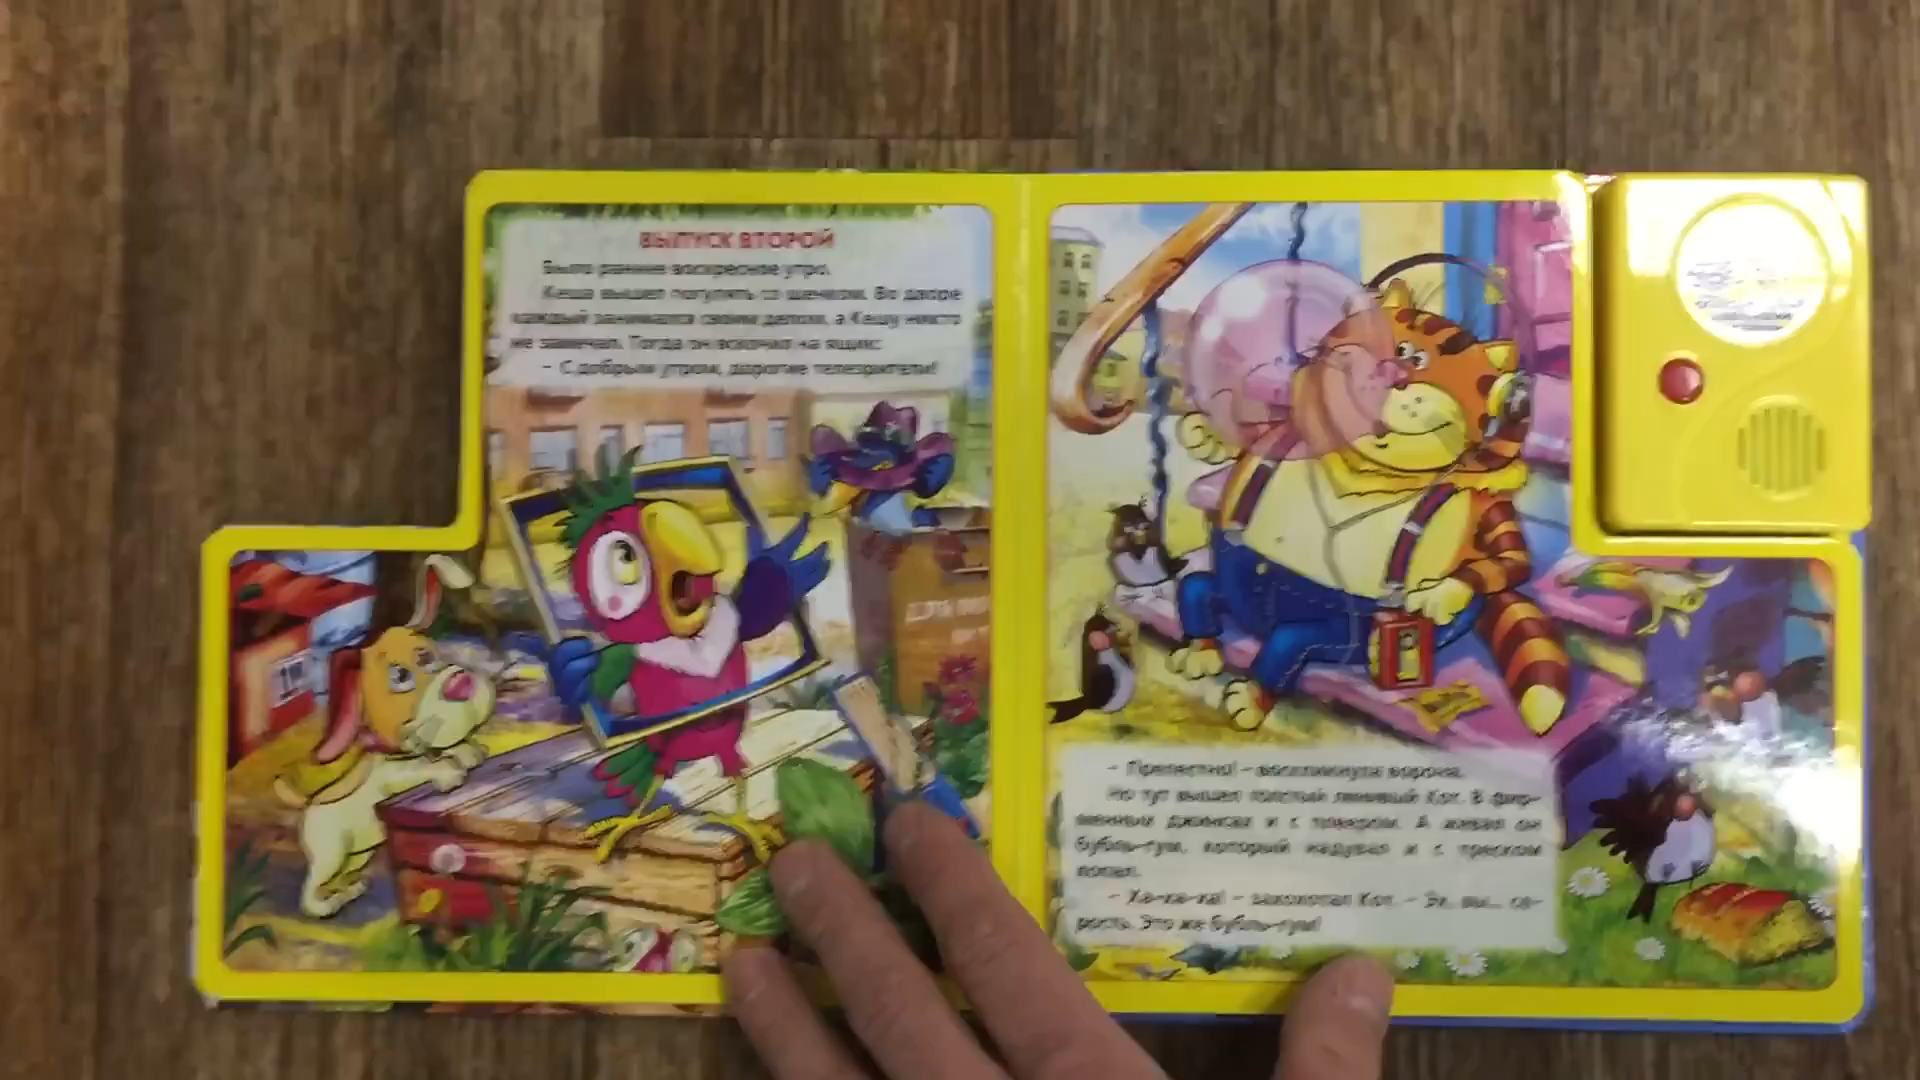 ВЫПУСК ВТОРОЙ
Было раннее воскресное утро.
Кеша вышел погулять со щенком. Во дворе
каждый занимался своим делом, а Кешу никто
не замечал. Тогда он вскочил на ящик:
– С добрым утром, дорогие телезрители!
ДЛЯ
– Прелестно! – воскликнула ворона.
Но тут вышел толстый ленивый Кот. В фир-
менных джинсах и с плеером. А жевал он
бубль-гум, который надувал и с треском
лопал.
– Ха-ха-ха! – захохотал Кот. – Эх, вы... се-
рость. Это же бубль-гум!